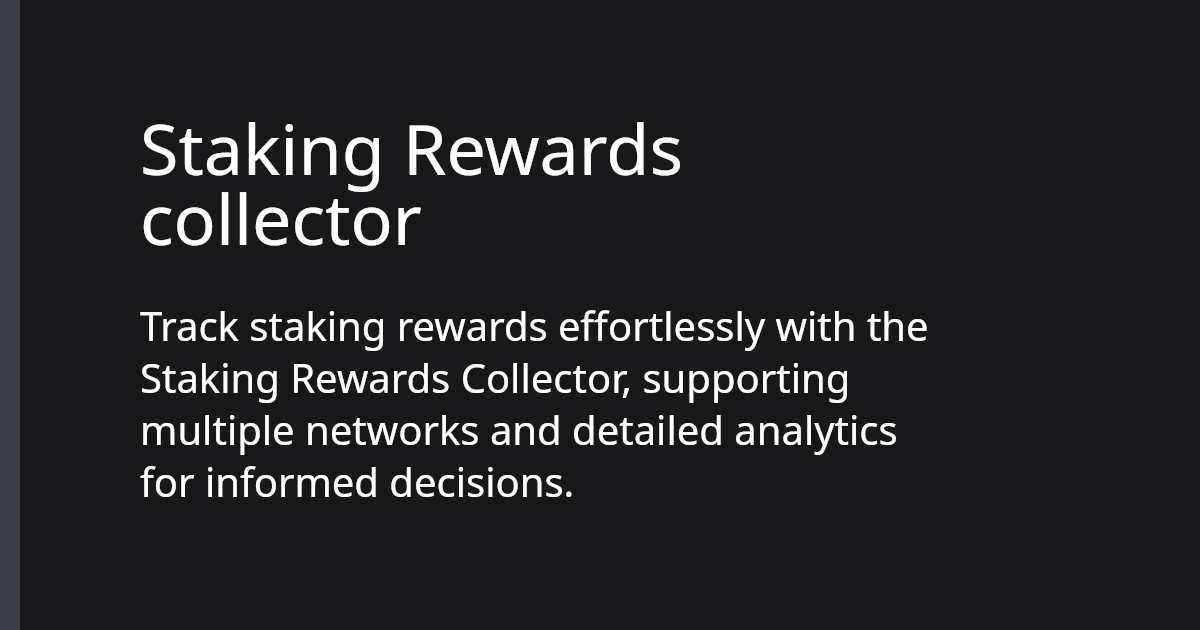 Staking Rewards
collector
Track staking rewards effortlessly with the
Staking Rewards Collector, supporting
multiple networks and detailed analytics
for informed decisions.